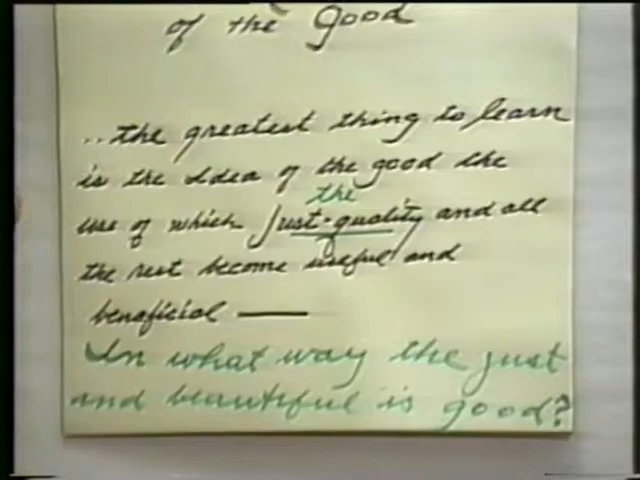 of the Good
..the greatest thing to learn
is the idea of the good the
the
use of which Just-quality and all
the rest become useful and
beneficial —
In what way the just
and beautiful is good?